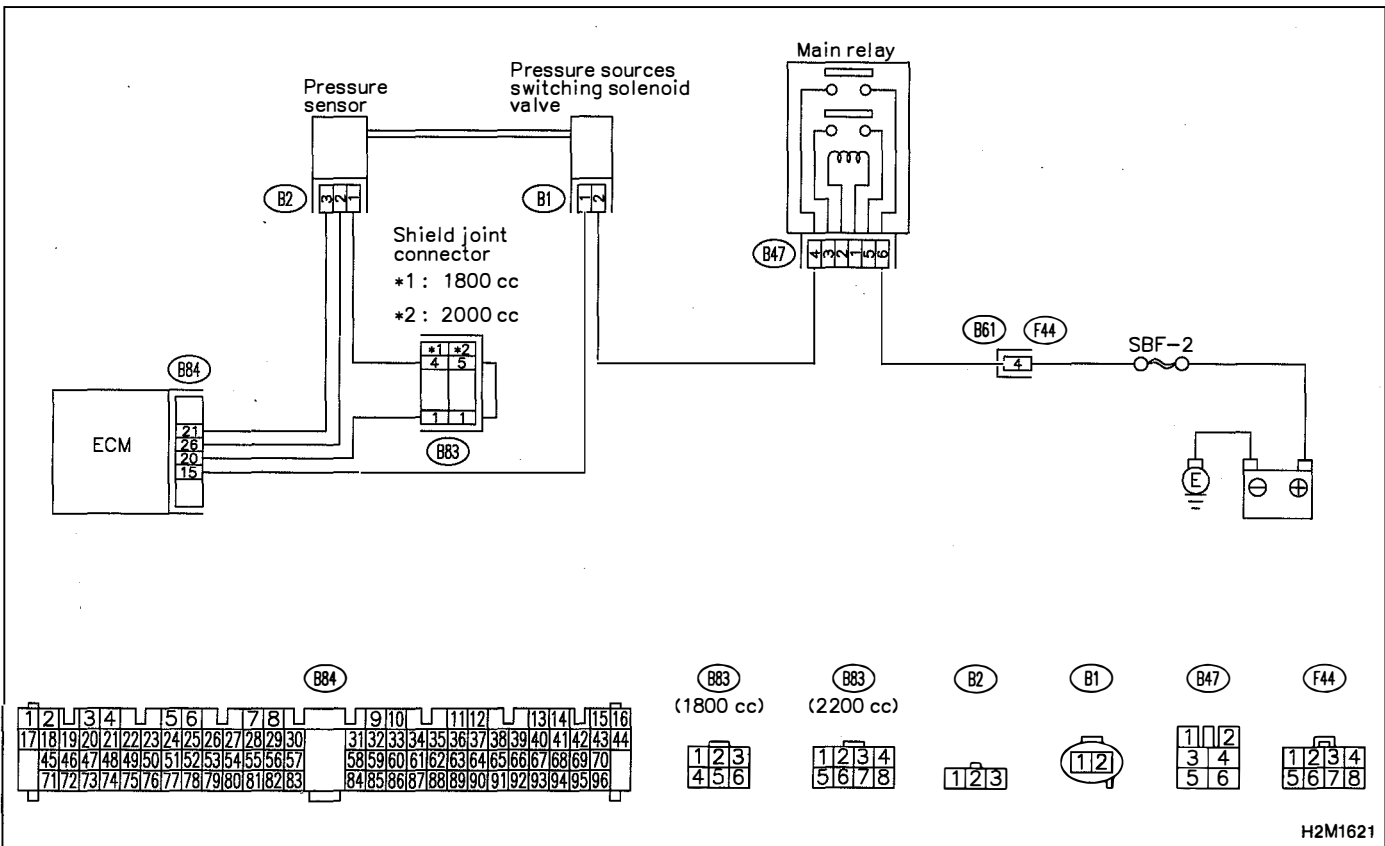 Main relay
Pressure sources
switching solenoid
valve
Pressure
sensor
B2
3 2 1
B1
1 2
Shield joint
connector
*1 : 1800 cc
*2 : 2000 cc
B47
4 3 2 1 5 6
B61
F44
4
SBF-2
*1 *2
4 5
1 1
B83
B84
ECM
21
26
20
15
E
⊖ ⊕
B84
1 2 3 4 5 6 7 8 9 10 11 12 13 14 15 16
17 18 19 20 21 22 23 24 25 26 27 28 29 30 31 32 33 34 35 36 37 38 39 40 41 42 43 44
45 46 47 48 49 50 51 52 53 54 55 56 57 58 59 60 61 62 63 64 65 66 67 68 69 70
71 72 73 74 75 76 77 78 79 80 81 82 83 84 85 86 87 88 89 90 91 92 93 94 95 96
B83
(1800 cc)
1 2 3
4 5 6
B83
(2200 cc)
1 2 3 4
5 6 7 8
B2
1 2 3
B1
1 2
B47
1 2
3 4
5 6
F44
1 2 3 4
5 6 7 8
H2M1621